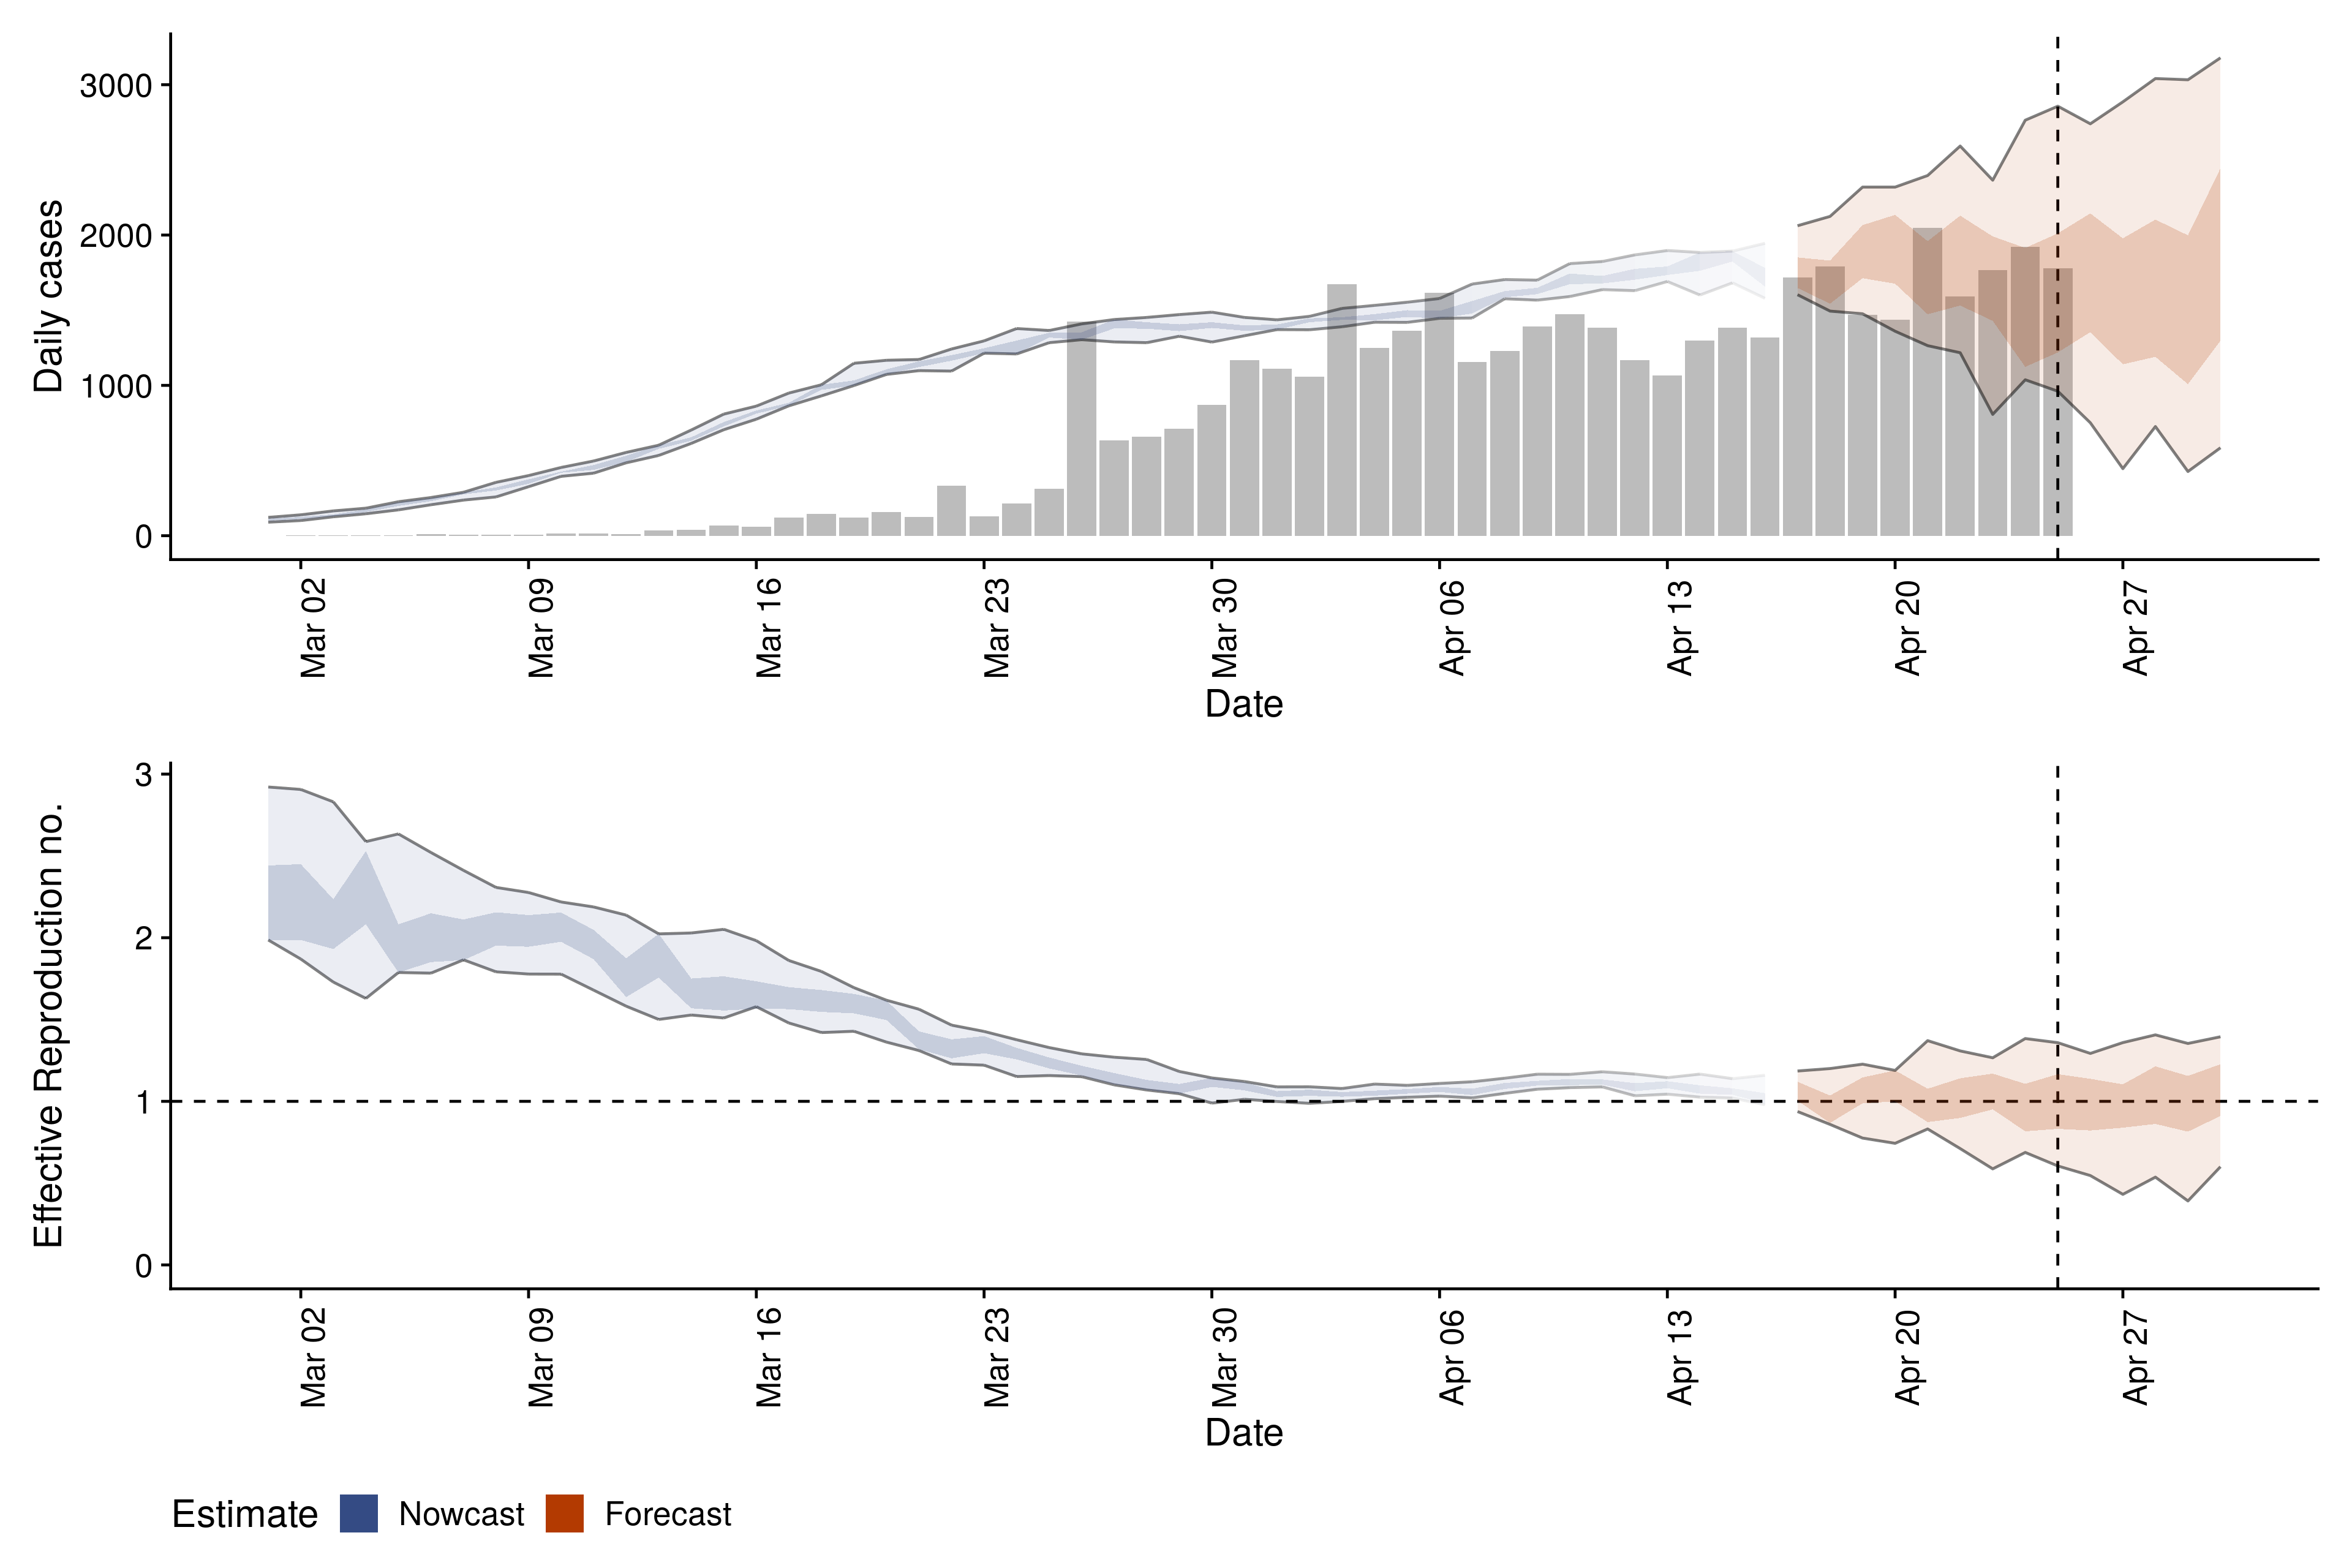 Daily cases
3000
2000
1000
0
Mar 02
Mar 09
Mar 16
Mar 23
Mar 30
Apr 06
Apr 13
Apr 20
Apr 27
Date
Effective Reproduction no.
3
2
1
0
Mar 02
Mar 09
Mar 16
Mar 23
Mar 30
Apr 06
Apr 13
Apr 20
Apr 27
Date
Estimate Nowcast Forecast